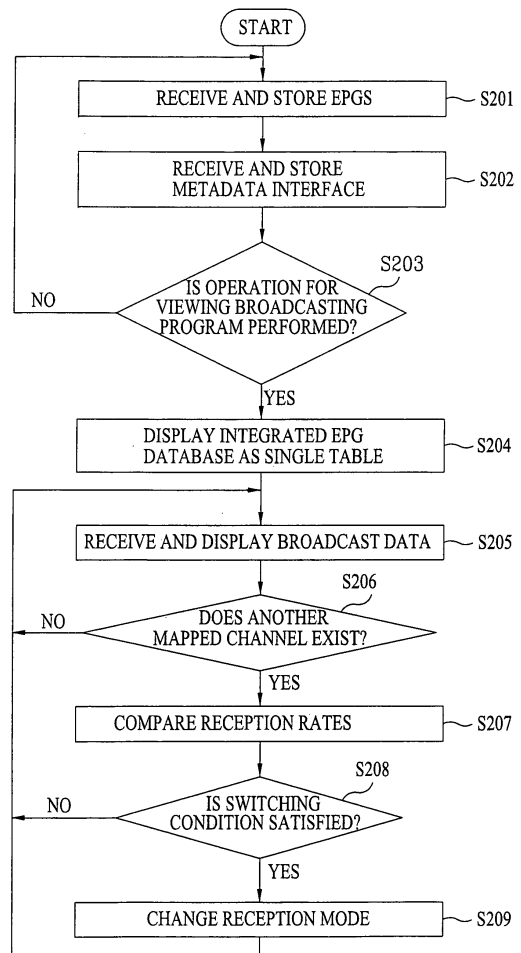 START
RECEIVE AND STORE EPGS
S201
RECEIVE AND STORE
METADATA INTERFACE
S202
S203
IS OPERATION FOR
VIEWING BROADCASTING
PROGRAM PERFORMED?
NO
YES
DISPLAY INTEGRATED EPG
DATABASE AS SINGLE TABLE
S204
RECEIVE AND DISPLAY BROADCAST DATA
S205
S206
DOES ANOTHER
MAPPED CHANNEL EXIST?
NO
YES
COMPARE RECEPTION RATES
S207
S208
IS SWITCHING
CONDITION SATISFIED?
NO
YES
CHANGE RECEPTION MODE
S209